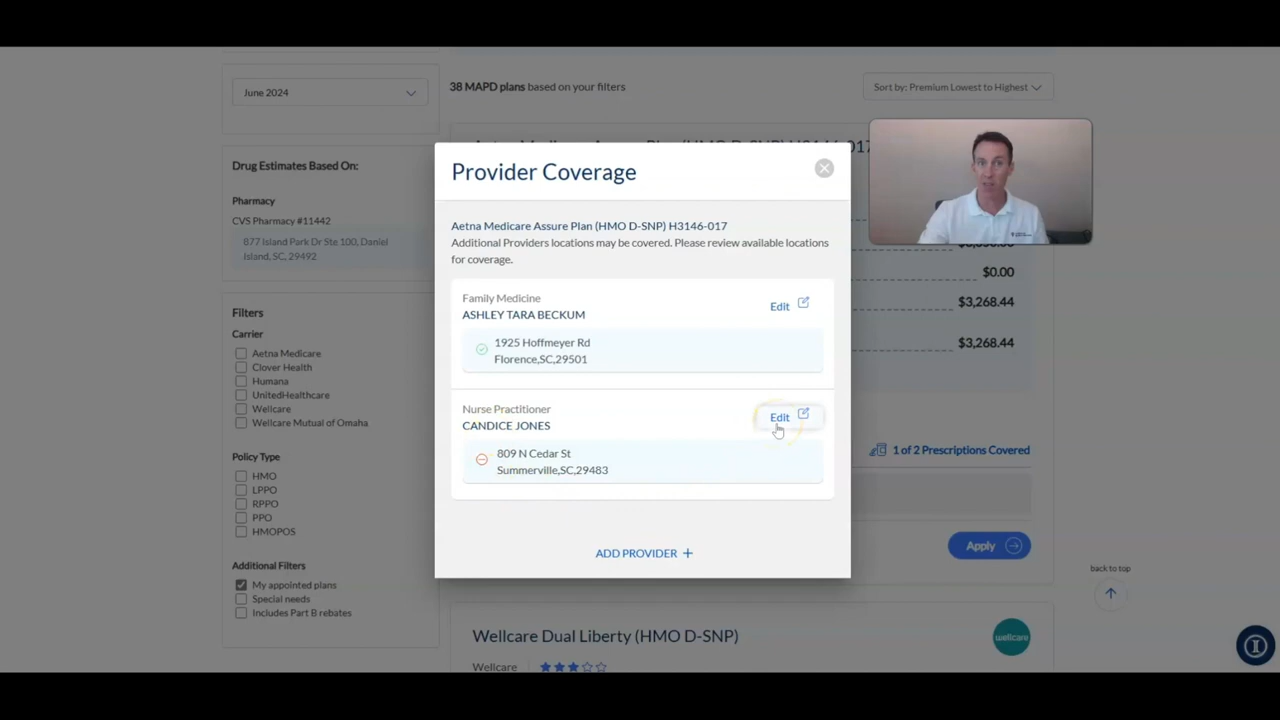 June 2024
38 MAPD plans based on your filters
Sort by: Premium Lowest to Highest
Drug Estimates Based On:
Pharmacy
CVS Pharmacy #11442
877 Island Park Dr Ste 100, Daniel
Island, SC, 29492
Filters
Carrier
Aetna Medicare
Clover Health
Humana
UnitedHealthcare
Wellcare
Wellcare Mutual of Omaha
Policy Type
HMO
LPPO
RPPO
PPO
HMOPOS
Additional Filters
My appointed plans
Special needs
Includes Part B rebates
Provider Coverage
Aetna Medicare Assure Plan (HMO D-SNP) H3146-017
Additional Providers locations may be covered. Please review available locations
for coverage.
Family Medicine
ASHLEY TARA BECKUM
Edit
1925 Hoffmeyer Rd
Florence,SC,29501
Nurse Practitioner
CANDICE JONES
Edit
809 N Cedar St
Summerville,SC,29483
ADD PROVIDER +
$0.00
$3,268.44
$3,268.44
1 of 2 Prescriptions Covered
Apply
back to top
Wellcare Dual Liberty (HMO D-SNP)
wellcare
Wellcare